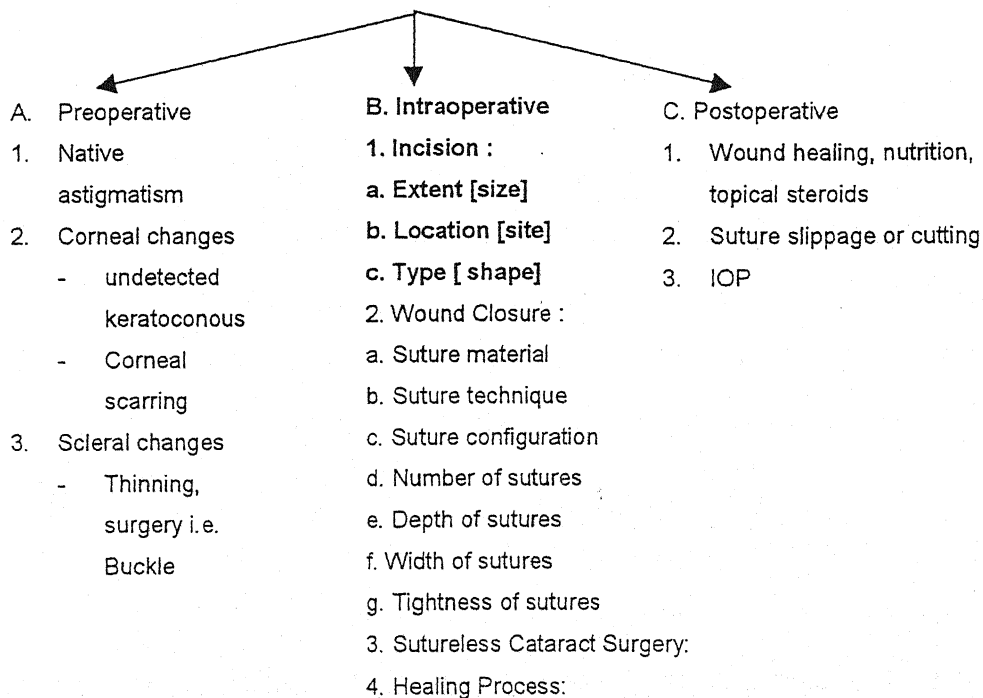 A. Preoperative
1. Native
astigmatism
2. Corneal changes
- undetected
keratoconous
- Corneal
scarring
3. Scleral changes
- Thinning,
surgery i.e.
Buckle
B. Intraoperative
1. Incision :
a. Extent [size]
b. Location [site]
c. Type [ shape]
2. Wound Closure :
a. Suture material
b. Suture technique
c. Suture configuration
d. Number of sutures
e. Depth of sutures
f. Width of sutures
g. Tightness of sutures
3. Sutureless Cataract Surgery:
4. Healing Process:
C. Postoperative
1. Wound healing, nutrition,
topical steroids
2. Suture slippage or cutting
3. IOP